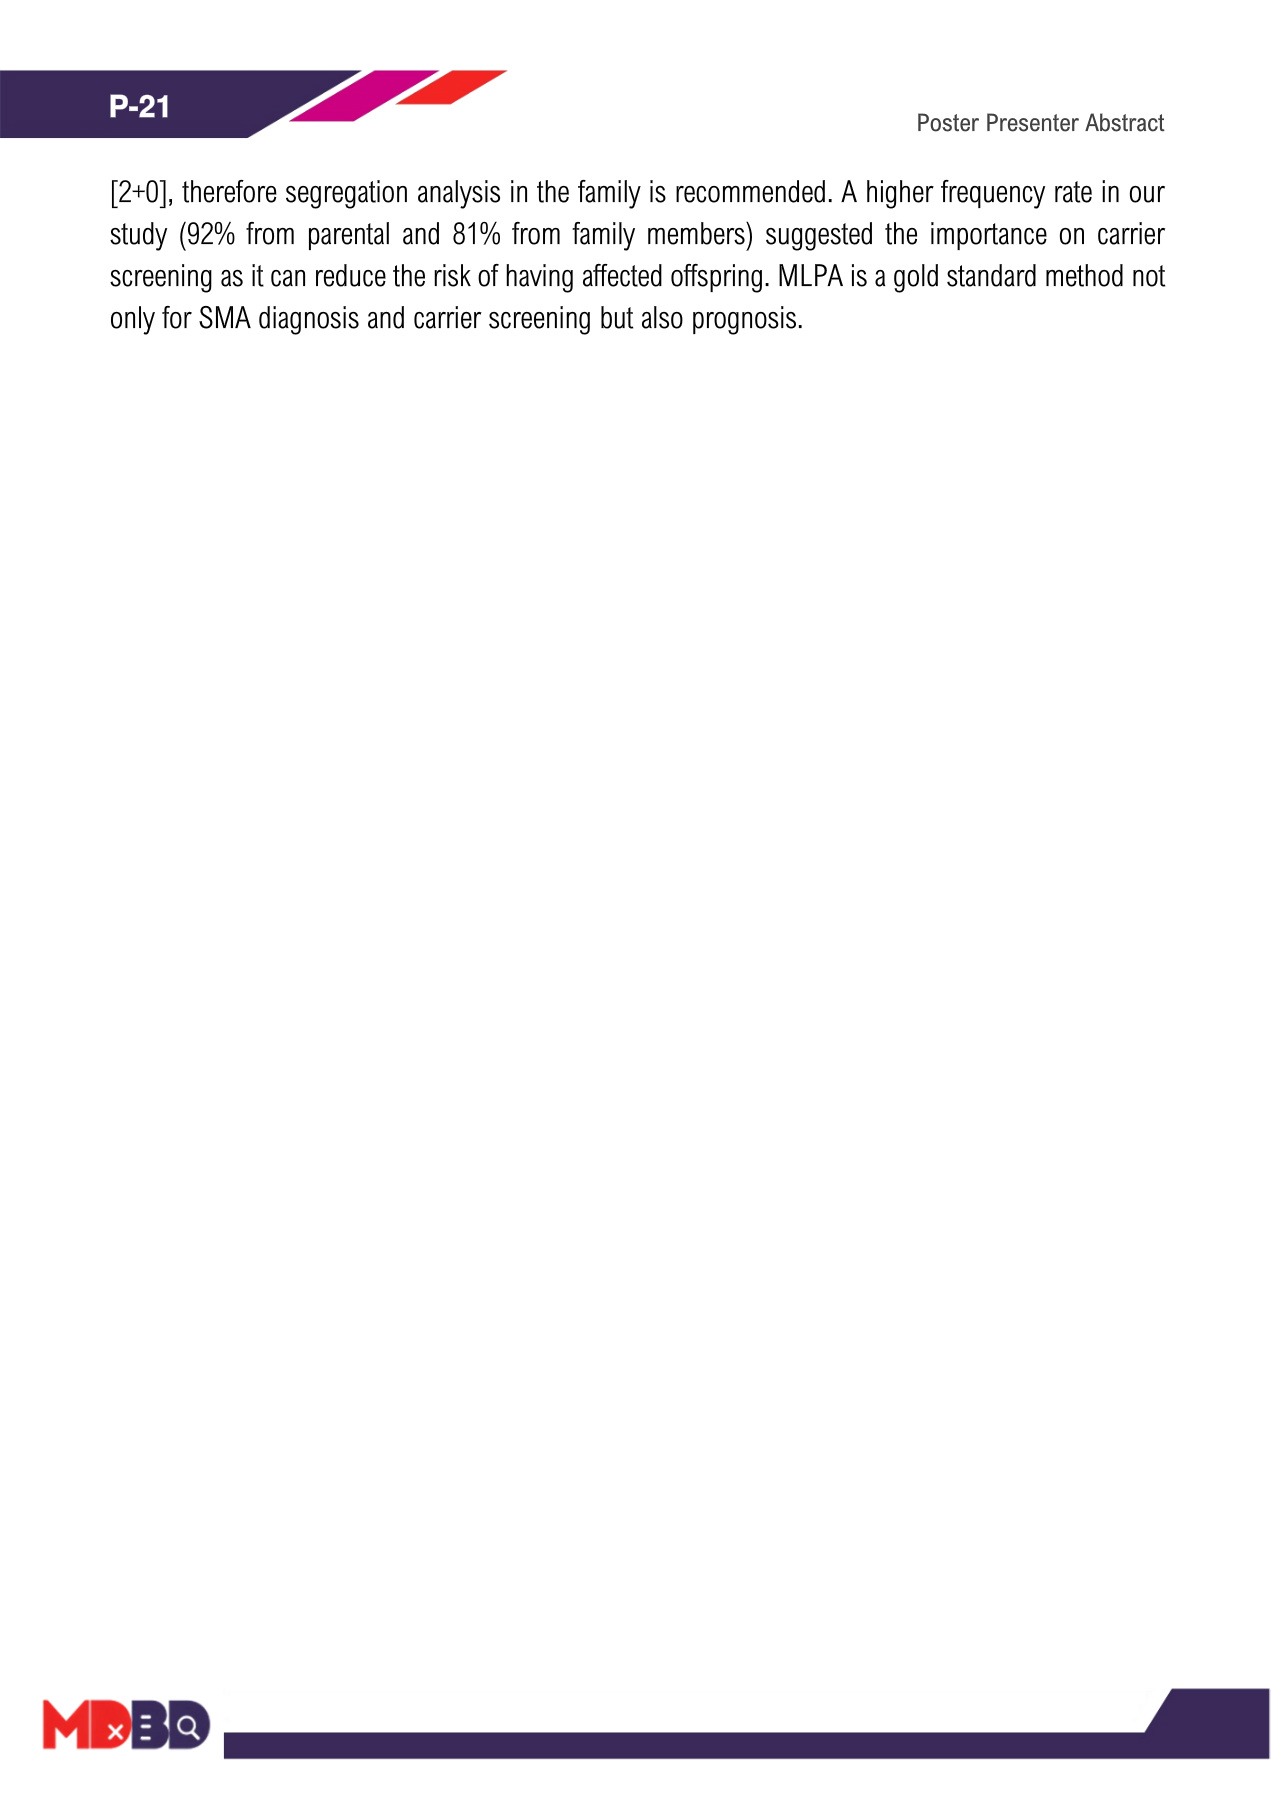 P-21
Poster Presenter Abstract
[2+0], therefore segregation analysis in the family is recommended. A higher frequency rate in our
study (92% from parental and 81% from family members) suggested the importance on carrier
screening as it can reduce the risk of having affected offspring. MLPA is a gold standard method not
only for SMA diagnosis and carrier screening but also prognosis.
MDxBD